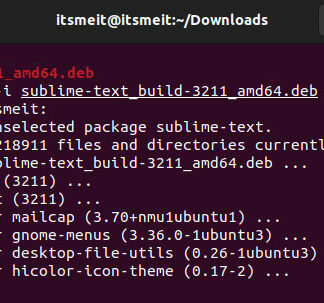 itsmeit@itsmeit:~/Downloads
1_amd64.deb
-i sublime-text_build-3211_amd64.deb
smeit:
nselected package sublime-text.
218911 files and directories currentl
blime-text_build-3211_amd64.deb ...
(3211) ...
t (3211) ...
r mailcap (3.70+nmu1ubuntu1) ...
r gnome-menus (3.36.0-1ubuntu3) ...
r desktop-file-utils (0.26-1ubuntu3)
r hicolor-icon-theme (0.17-2) ...